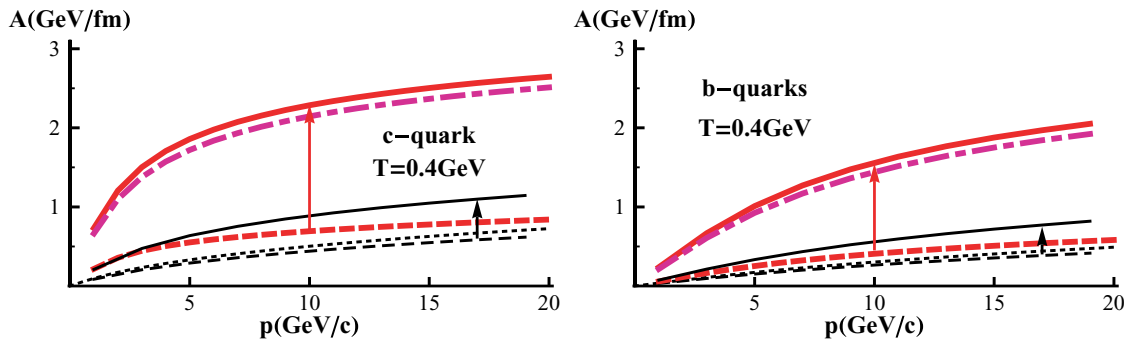 A(GeV/fm)
3
2
1
c-quark
T=0.4GeV
5
10
15
20
p(GeV/c)
A(GeV/fm)
3
2
1
b-quarks
T=0.4GeV
5
10
15
20
p(GeV/c)